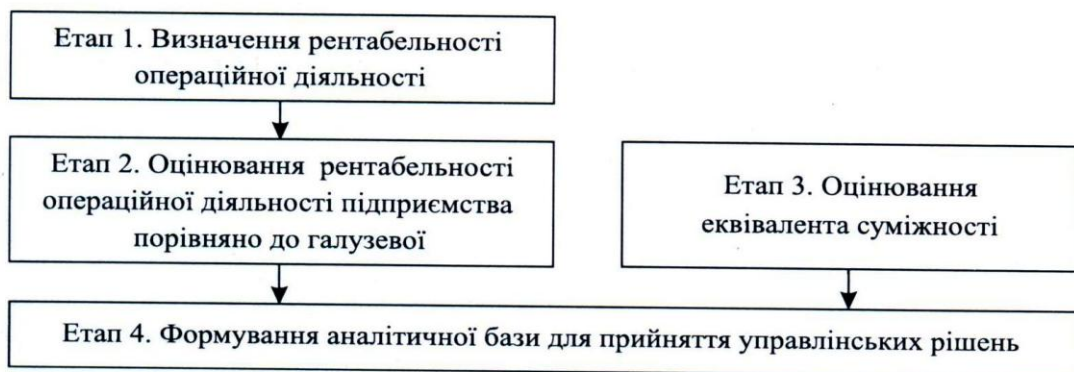 Етап 1. Визначення рентабельності
операційної діяльності
Етап 2. Оцінювання рентабельності
операційної діяльності підприємства
порівняно до галузевої
Етап 3. Оцінювання
еквівалента суміжності
Етап 4. Формування аналітичної бази для прийняття управлінських рішень